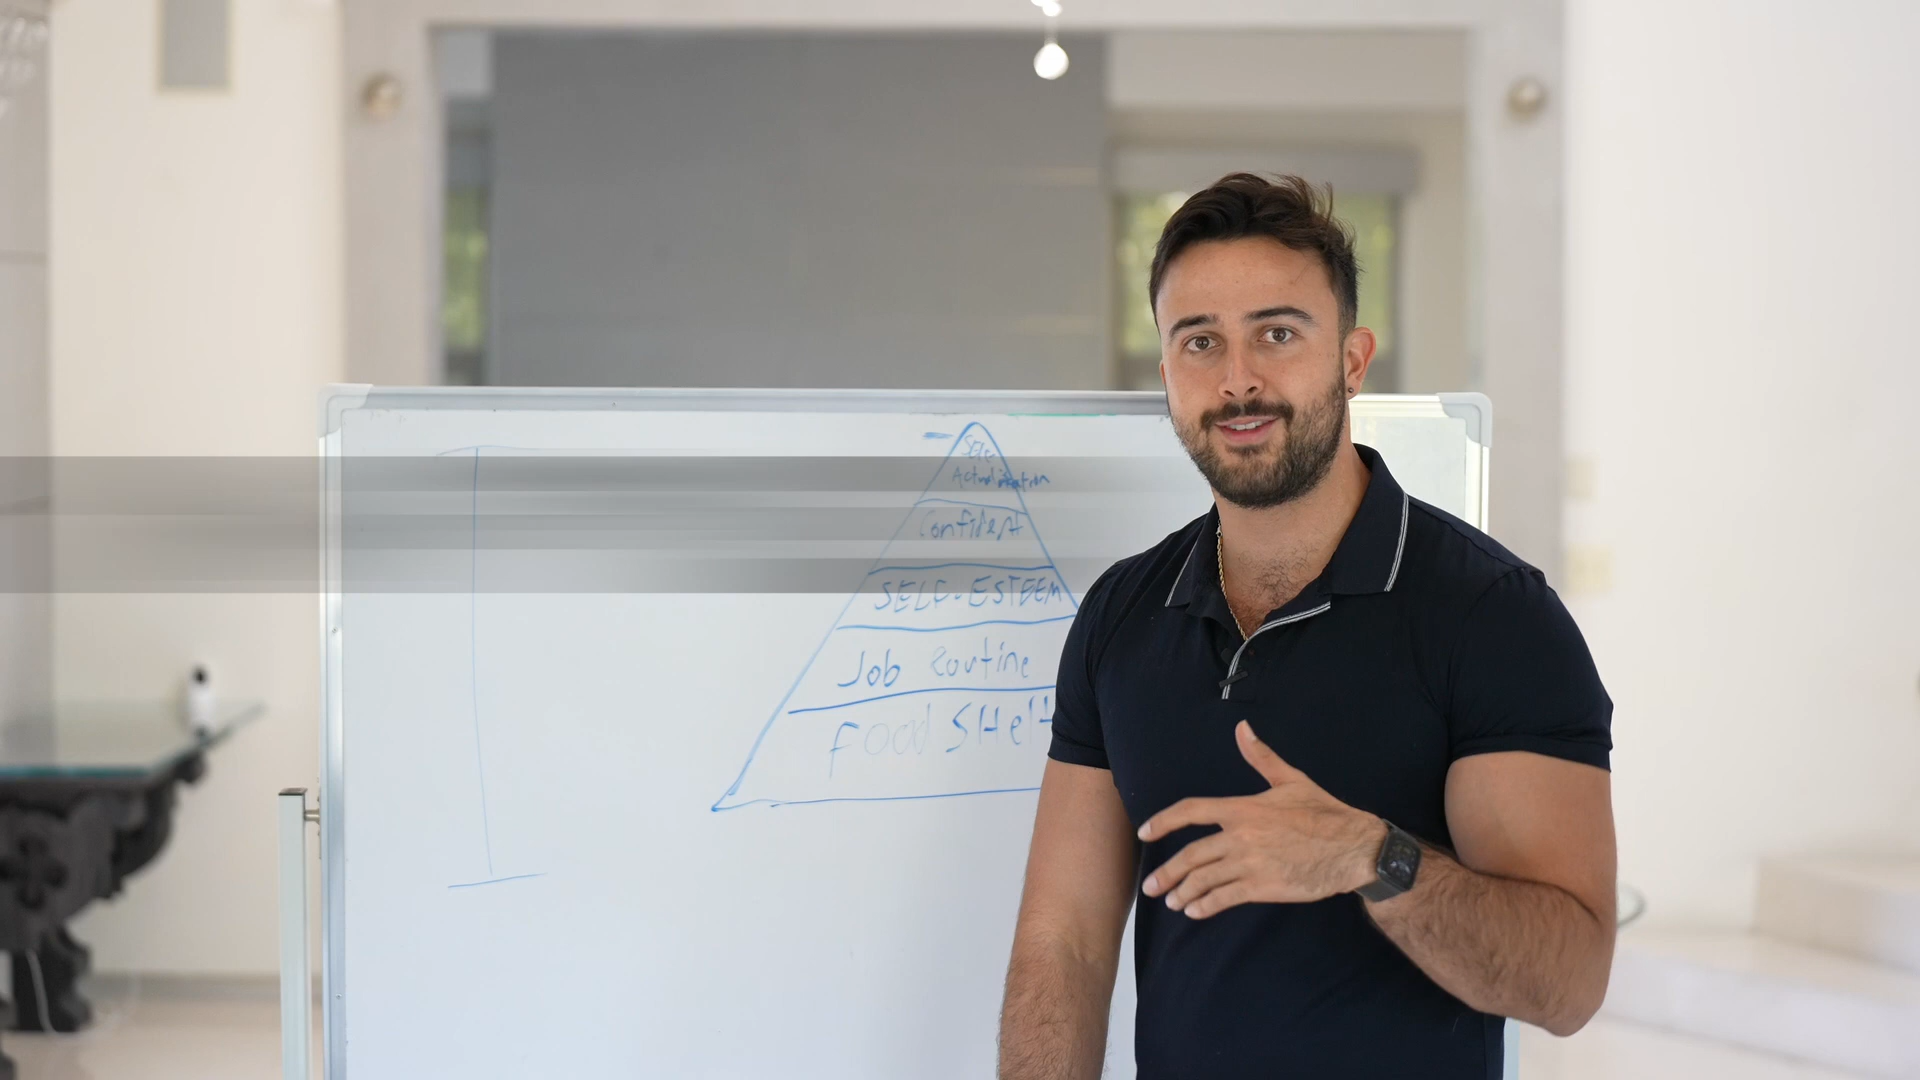 Self
Actualization
Confident
SELF-ESTEEM
Job Routine
Food SHelt